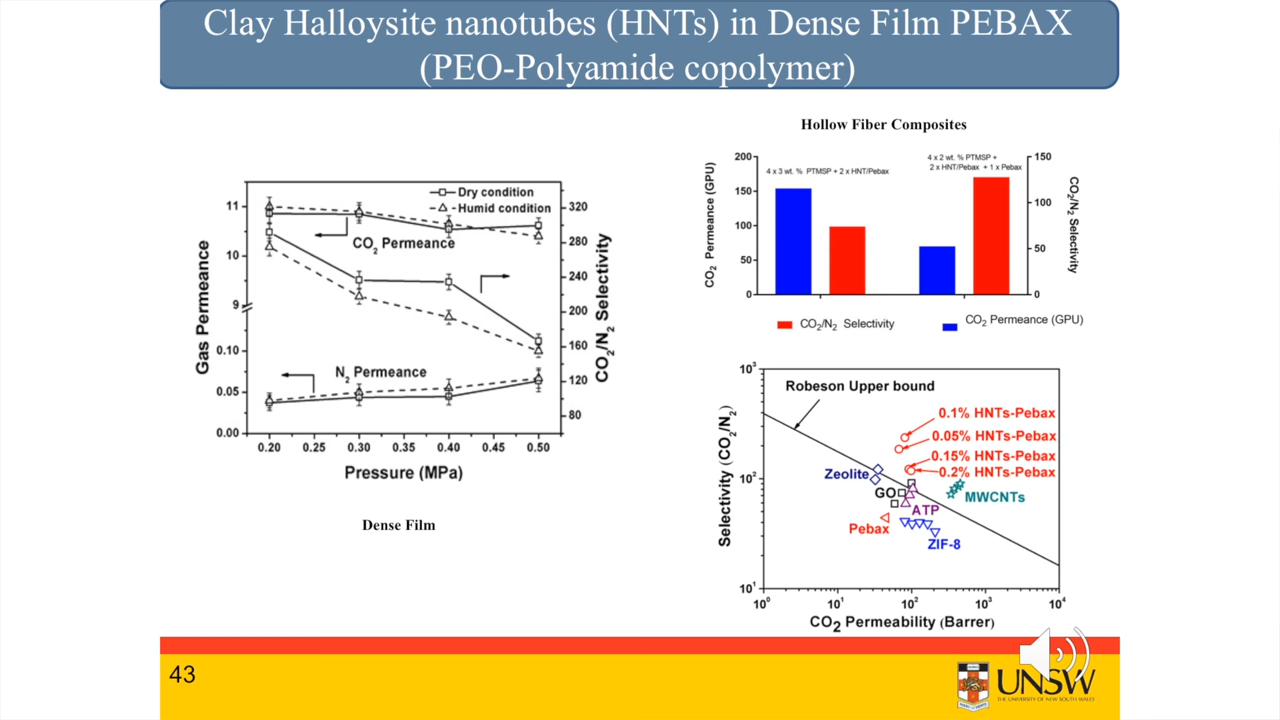 Clay Halloysite nanotubes (HNTs) in Dense Film PEBAX
(PEO-Polyamide copolymer)
Gas Permeance
11
10
9
0.10
0.05
0.00
Dry condition
Humid condition
CO₂ Permeance
N₂ Permeance
320
280
240
200
160
120
80
CO₂/N₂ Selectivity
0.20 0.25 0.30 0.35 0.40 0.45 0.50
Pressure (MPa)
Dense Film
Hollow Fiber Composites
CO₂ Permeance (GPU)
200
150
100
50
0
4 x 3 wt. % PTMSP + 2 x HNT/Pebax
4 x 2 wt. % PTMSP +
2 x HNT/Pebax + 1 x Pebax
150
100
50
0
CO₂/N₂ Selectivity
CO₂/N₂ Selectivity
CO₂ Permeance (GPU)
Selectivity (CO₂/N₂)
10³
10²
10¹
Robeson Upper bound
0.1% HNTs-Pebax
0.05% HNTs-Pebax
0.15% HNTs-Pebax
0.2% HNTs-Pebax
Zeolite
GO
MWCNTs
ATP
Pebax
ZIF-8
10⁰ 10¹ 10² 10³ 10⁴
CO₂ Permeability (Barrer)
43
UNSW
THE UNIVERSITY OF NEW SOUTH WALES